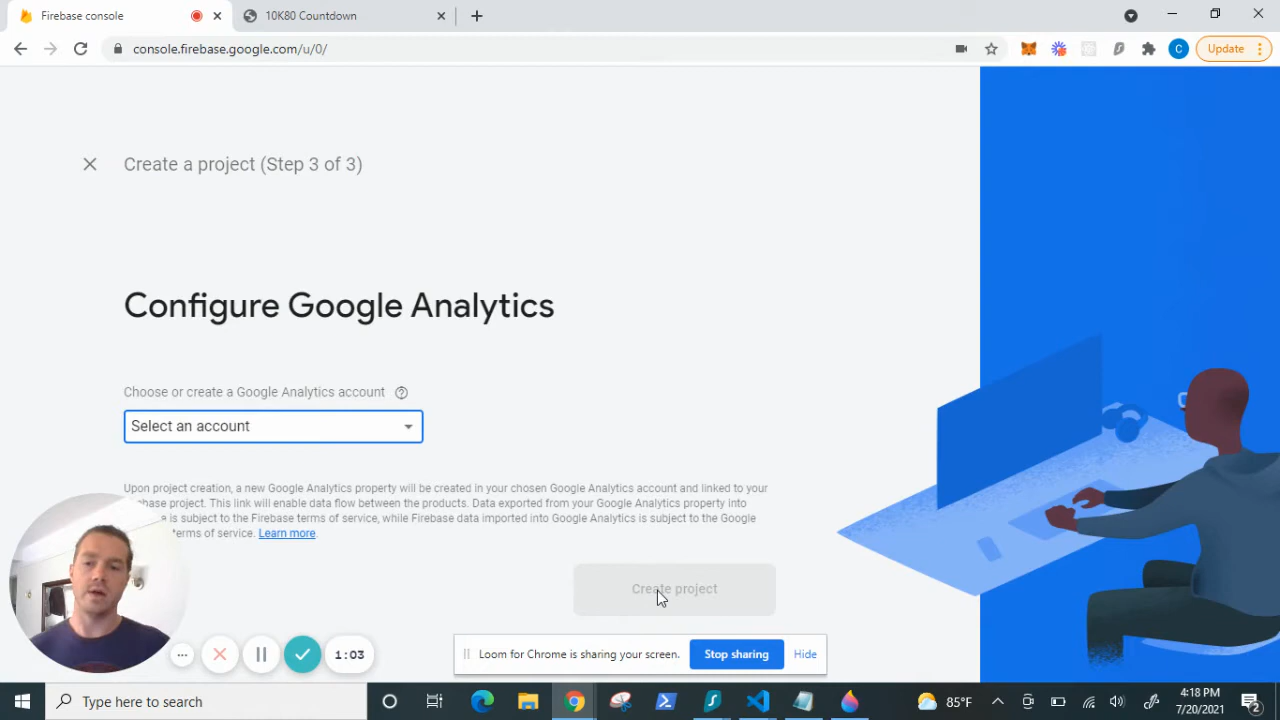 Firebase console
10K80 Countdown
console.firebase.google.com/u/0/
C
Update
Create a project (Step 3 of 3)
Configure Google Analytics
Choose or create a Google Analytics account
Select an account
Upon project creation, a new Google Analytics property will be created in your chosen Google Analytics account and linked to your
project. This link will enable data flow between the products. Data exported from your Google Analytics property into
is subject to the Firebase terms of service, while Firebase data imported into Google Analytics is subject to the Google
terms of service. Learn more.
Create project
1:03
Loom for Chrome is sharing your screen.
Stop sharing
Hide
Type here to search
85°F
4:18 PM
7/20/2021
2